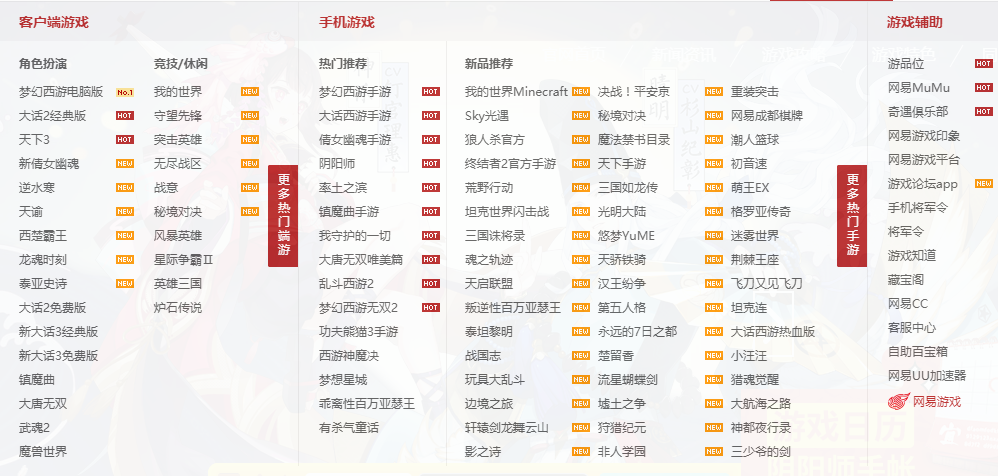 客户端游戏
角色扮演
梦幻西游电脑版 No.1
大话2经典版 HOT
天下3 HOT
新倩女幽魂 NEW
逆水寒 NEW
天谕 NEW
西楚霸王 NEW
龙魂时刻 NEW
泰亚史诗 NEW
大话2免费版
新大话3经典版
新大话3免费版
镇魔曲
大唐无双
武魂2
魔兽世界
竞技/休闲
我的世界 NEW
守望先锋 NEW
突击英雄 NEW
无尽战区 NEW
战意 NEW
秘境对决 NEW
风暴英雄
星际争霸Ⅱ
英雄三国
炉石传说
更多热门端游
手机游戏
热门推荐
梦幻西游手游 HOT
大话西游手游 HOT
倩女幽魂手游 HOT
阴阳师 HOT
率土之滨 HOT
镇魔曲手游 HOT
我守护的一切 HOT
大唐无双唯美篇 HOT
乱斗西游2 HOT
梦幻西游无双2 HOT
功夫熊猫3手游
西游神魔决
梦想星城
乖离性百万亚瑟王
有杀气童话
新品推荐
我的世界Minecraft NEW
Sky光遇 NEW
狼人杀官方 NEW
终结者2官方手游 NEW
荒野行动 NEW
坦克世界闪击战 NEW
三国诛将录 NEW
魂之轨迹 NEW
天启联盟 NEW
叛逆性百万亚瑟王 NEW
泰坦黎明 NEW
战国志 NEW
玩具大乱斗 NEW
边境之旅 NEW
轩辕剑龙舞云山 NEW
影之诗 NEW
决战！平安京 NEW
秘境对决 NEW
魔法禁书目录 NEW
天下手游 NEW
三国如龙传 NEW
光明大陆 NEW
悠梦YuME NEW
天骄铁骑 NEW
汉王纷争 NEW
第五人格 NEW
永远的7日之都 NEW
楚留香 NEW
流星蝴蝶剑 NEW
墟土之争 NEW
狩猎纪元 NEW
非人学园 NEW
重装突击
网易成都棋牌
潮人篮球
初音速
萌王EX
格罗亚传奇
迷雾世界
荆棘王座
飞刀又见飞刀
坦克连
大话西游热血版
小汪汪
猎魂觉醒
大航海之路
神都夜行录
三少爷的剑
更多热门手游
游戏辅助
游品位 HOT
网易MuMu HOT
奇遇俱乐部 HOT
网易游戏印象
网易游戏平台
游戏论坛app NEW
手机将军令
将军令
游戏知道
藏宝阁
网易CC
客服中心
自助百宝箱
网易UU加速器
网易游戏